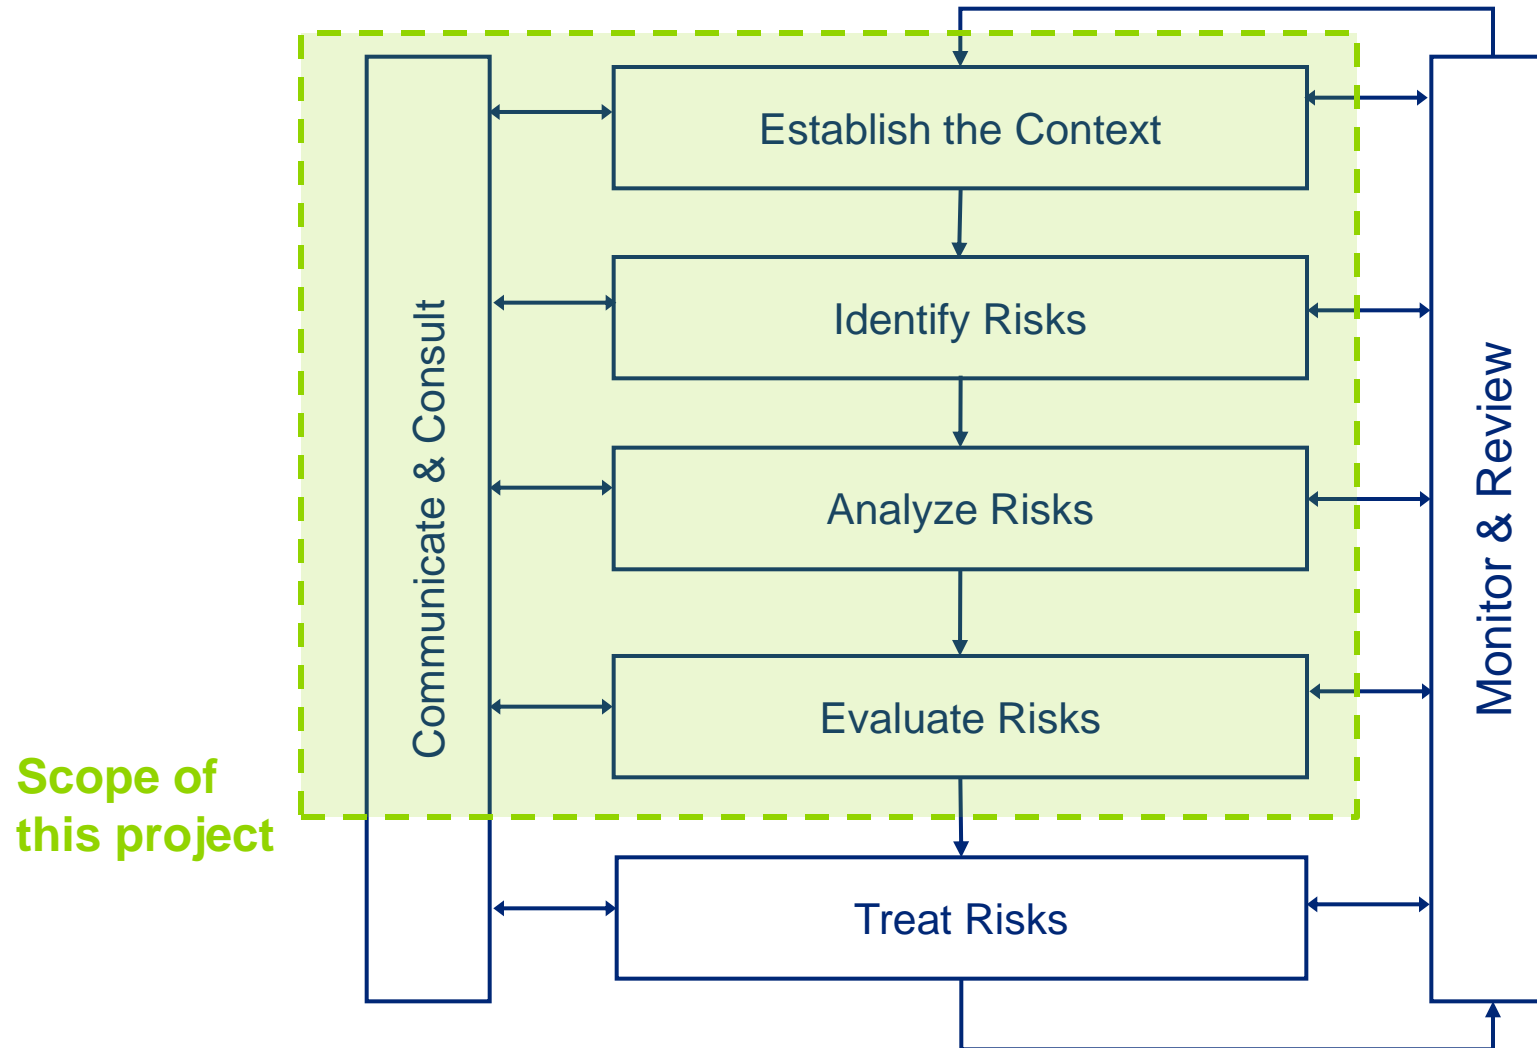 Establish the Context
Identify Risks
Analyze Risks
Evaluate Risks
Treat Risks
Communicate & Consult
Monitor & Review
Scope of
this project